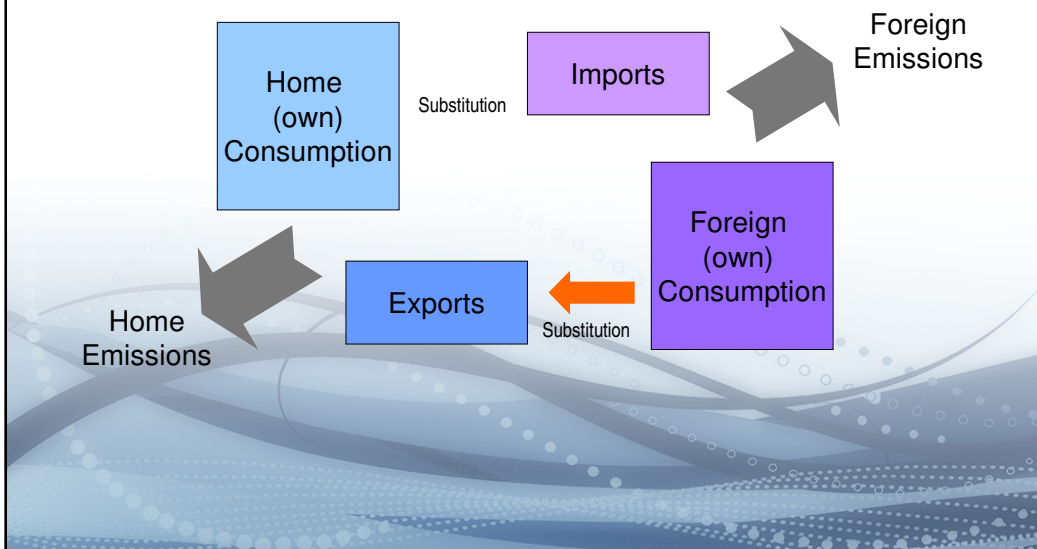 Home
(own)
Consumption
Substitution
Imports
Foreign
Emissions
Foreign
(own)
Consumption
Exports
Substitution
Home
Emissions